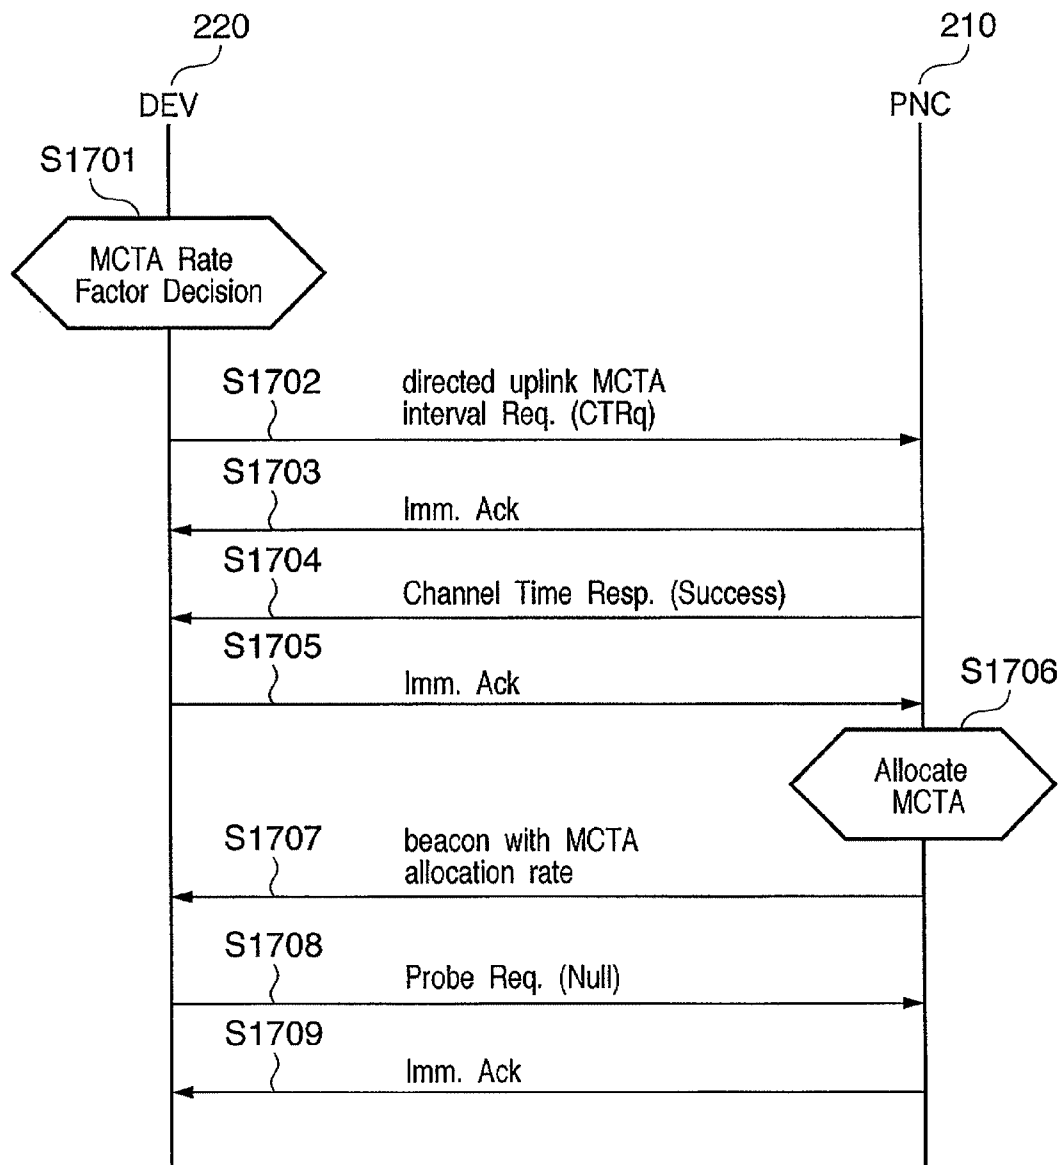 220
210
DEV
PNC
S1701
MCTA Rate
Factor Decision
S1702
directed uplink MCTA
interval Req. (CTRq)
S1703
Imm. Ack
S1704
Channel Time Resp. (Success)
S1705
Imm. Ack
S1706
Allocate
MCTA
S1707
beacon with MCTA
allocation rate
S1708
Probe Req. (Null)
S1709
Imm. Ack